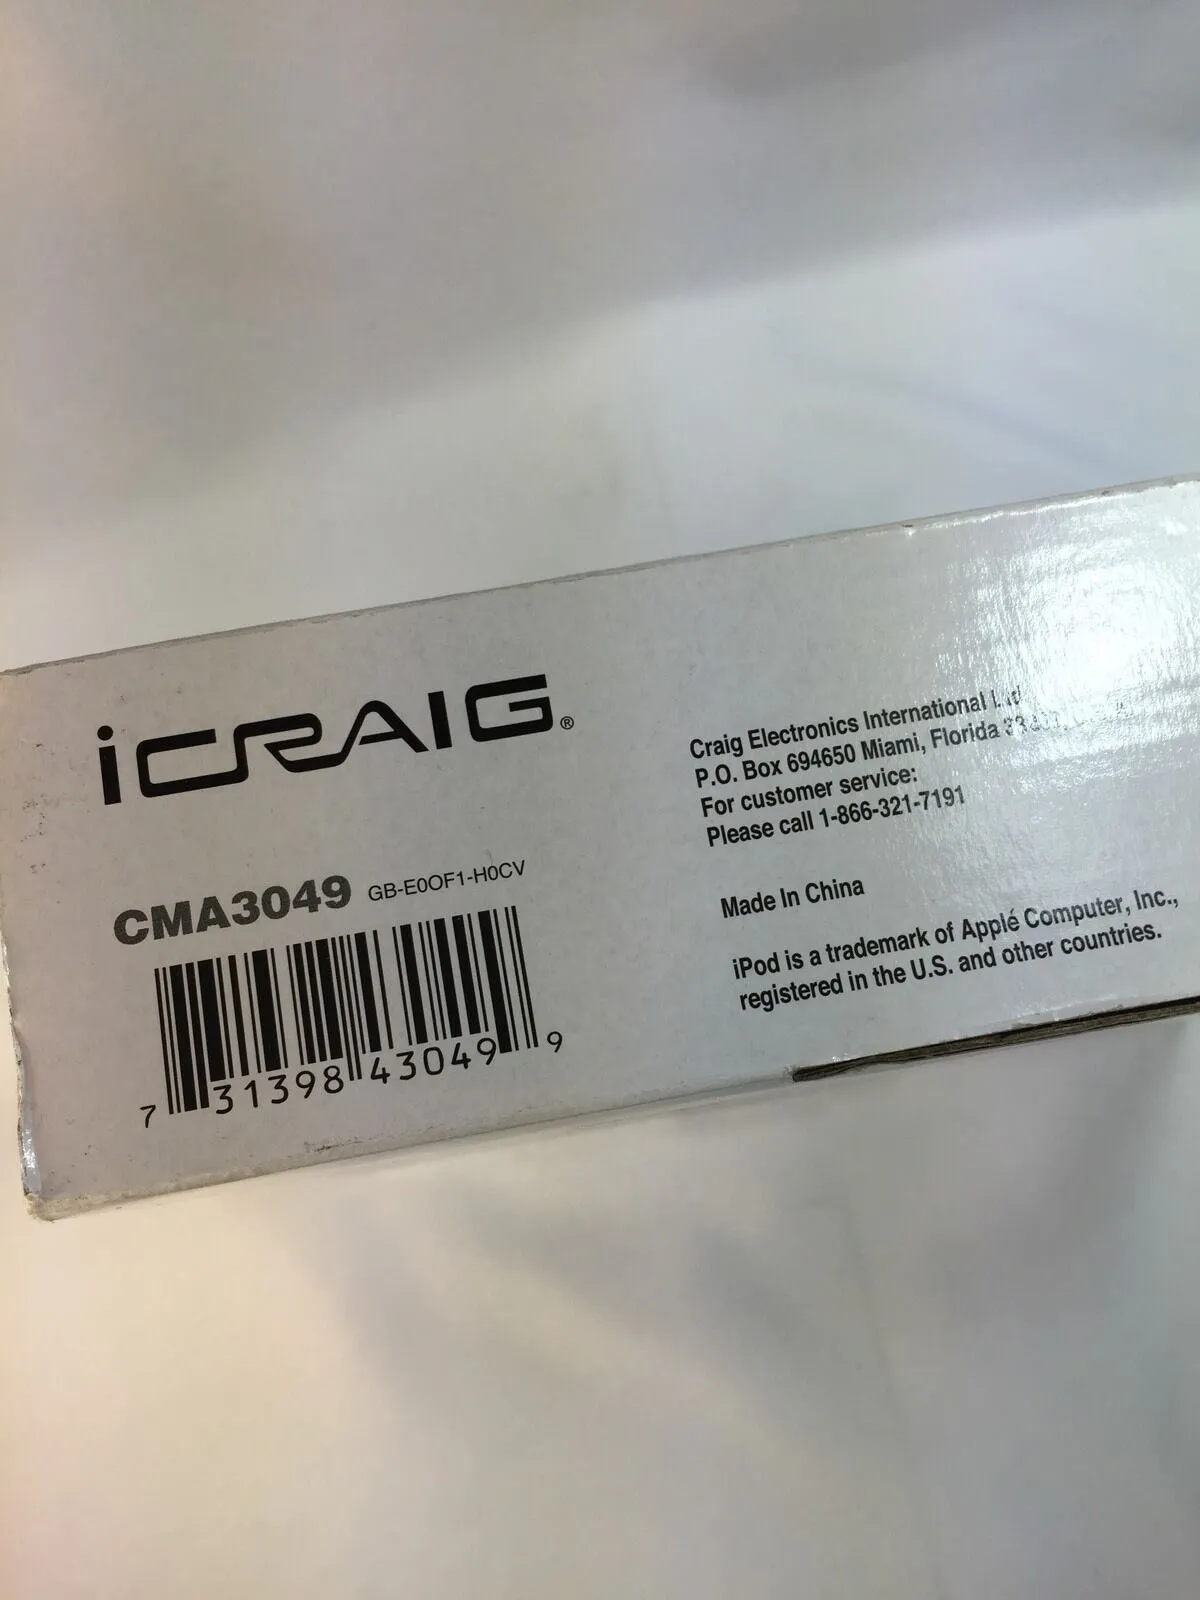 iCRAIG®
CMA3049 GB-E0OF1-H0CV
7 31398 43049 9
Craig Electronics International
P.O. Box 694650 Miami, Florida
For customer service:
Please call 1-866-321-7191
Made In China
iPod is a trademark of Apple Computer, Inc.,
registered in the U.S. and other countries.